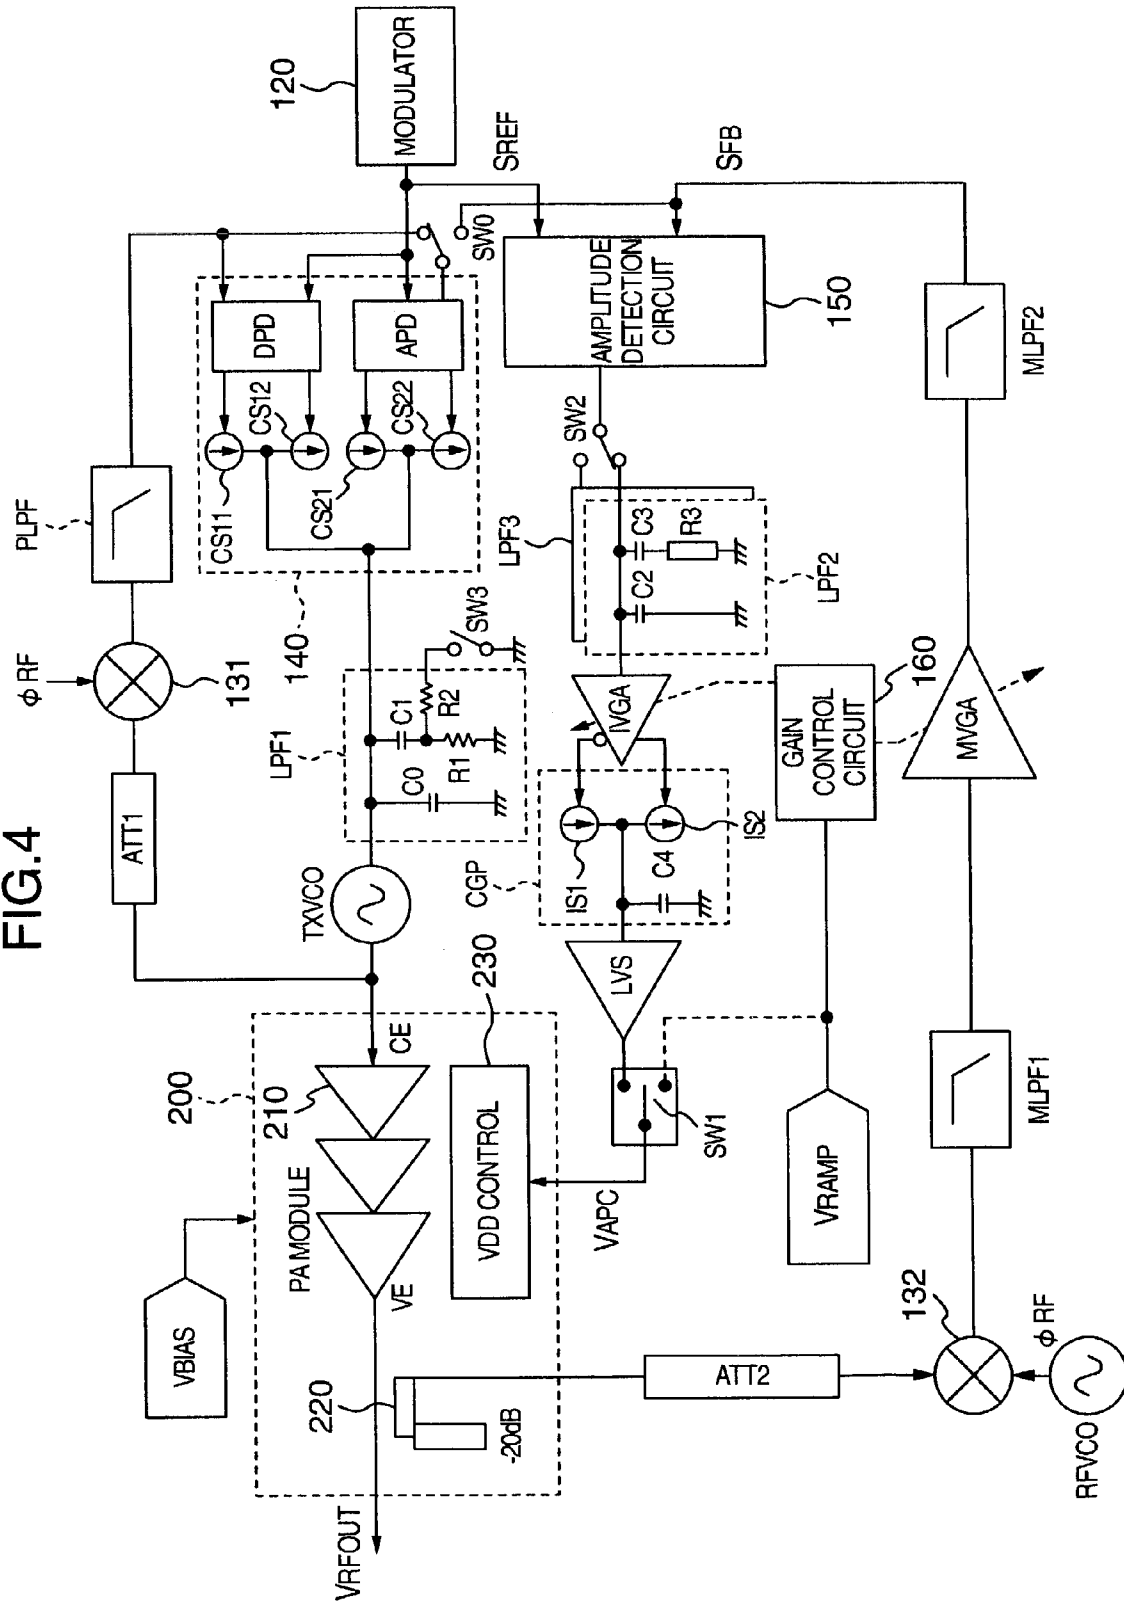 FIG.4
φRF
131
PLPF
ATT1
140
CS11
CS12
CS21
CS22
DPD
APD
120
MODULATOR
SW0
SREF
SFB
AMPLITUDE
DETECTION
CIRCUIT
150
SW2
LPF3
C3
R3
C2
LPF2
SW3
LPF1
C1
R2
C0
R1
TXVCO
IVGA
GAIN
CONTROL
CIRCUIT
160
CGP
IS1
IS2
C4
LVS
SW1
VAPC
VRAMP
200
210
CE
PA MODULE
230
VDD CONTROL
VE
VBIAS
220
-20dB
VRFOUT
ATT2
132
φRF
RFVCO
MLPF1
MVGA
MLPF2